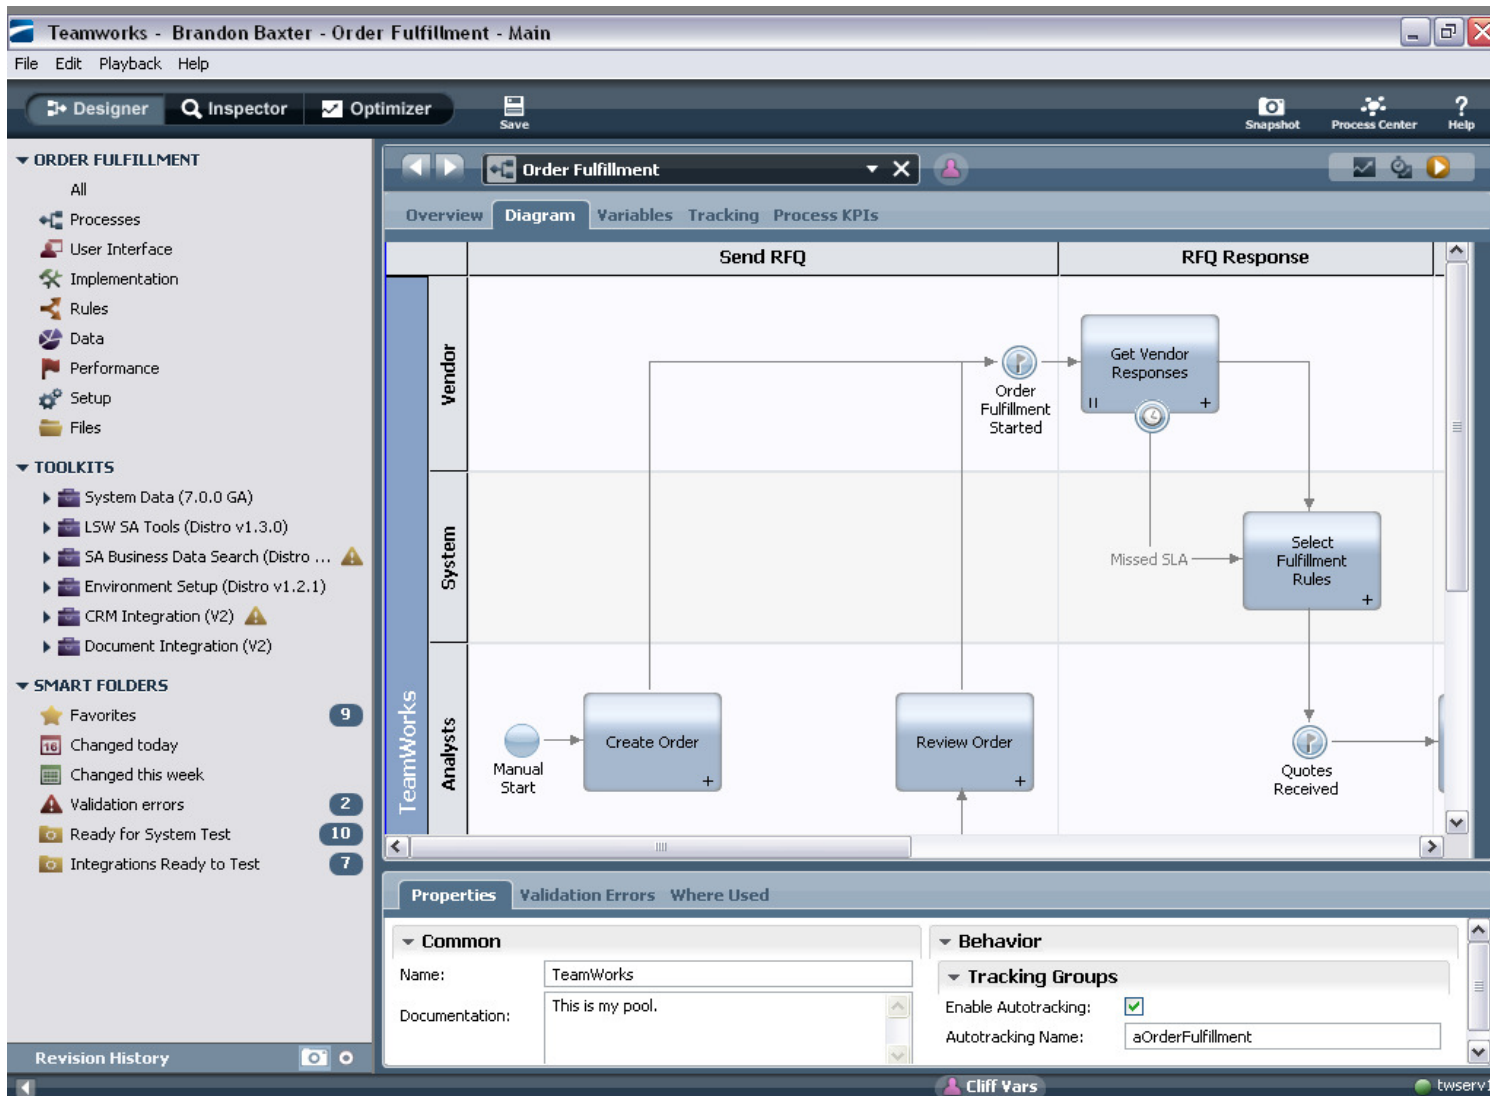 Teamworks - Brandon Baxter - Order Fulfillment - Main
File Edit Playback Help
Designer Inspector Optimizer Save Snapshot Process Center Help
ORDER FULFILLMENT
All
Processes
User Interface
Implementation
Rules
Data
Performance
Setup
Files
TOOLKITS
System Data (7.0.0 GA)
LSW SA Tools (Distro v1.3.0)
SA Business Data Search (Distro ...
Environment Setup (Distro v1.2.1)
CRM Integration (V2)
Document Integration (V2)
SMART FOLDERS
Favorites 9
16 Changed today
Changed this week
Validation errors 2
Ready for System Test 10
Integrations Ready to Test 7
Revision History
Order Fulfillment
Overview Diagram Variables Tracking Process KPIs
Send RFQ RFQ Response
TeamWorks
Vendor
Order
Fulfillment
Started
Get Vendor
Responses
System
Missed SLA
Select
Fulfillment
Rules
Analysts
Manual
Start
Create Order
Review Order
Quotes
Received
Properties Validation Errors Where Used
Common
Name: TeamWorks
Documentation: This is my pool.
Behavior
Tracking Groups
Enable Autotracking:
Autotracking Name: aOrderFulfillment
Cliff Vars
twserv1